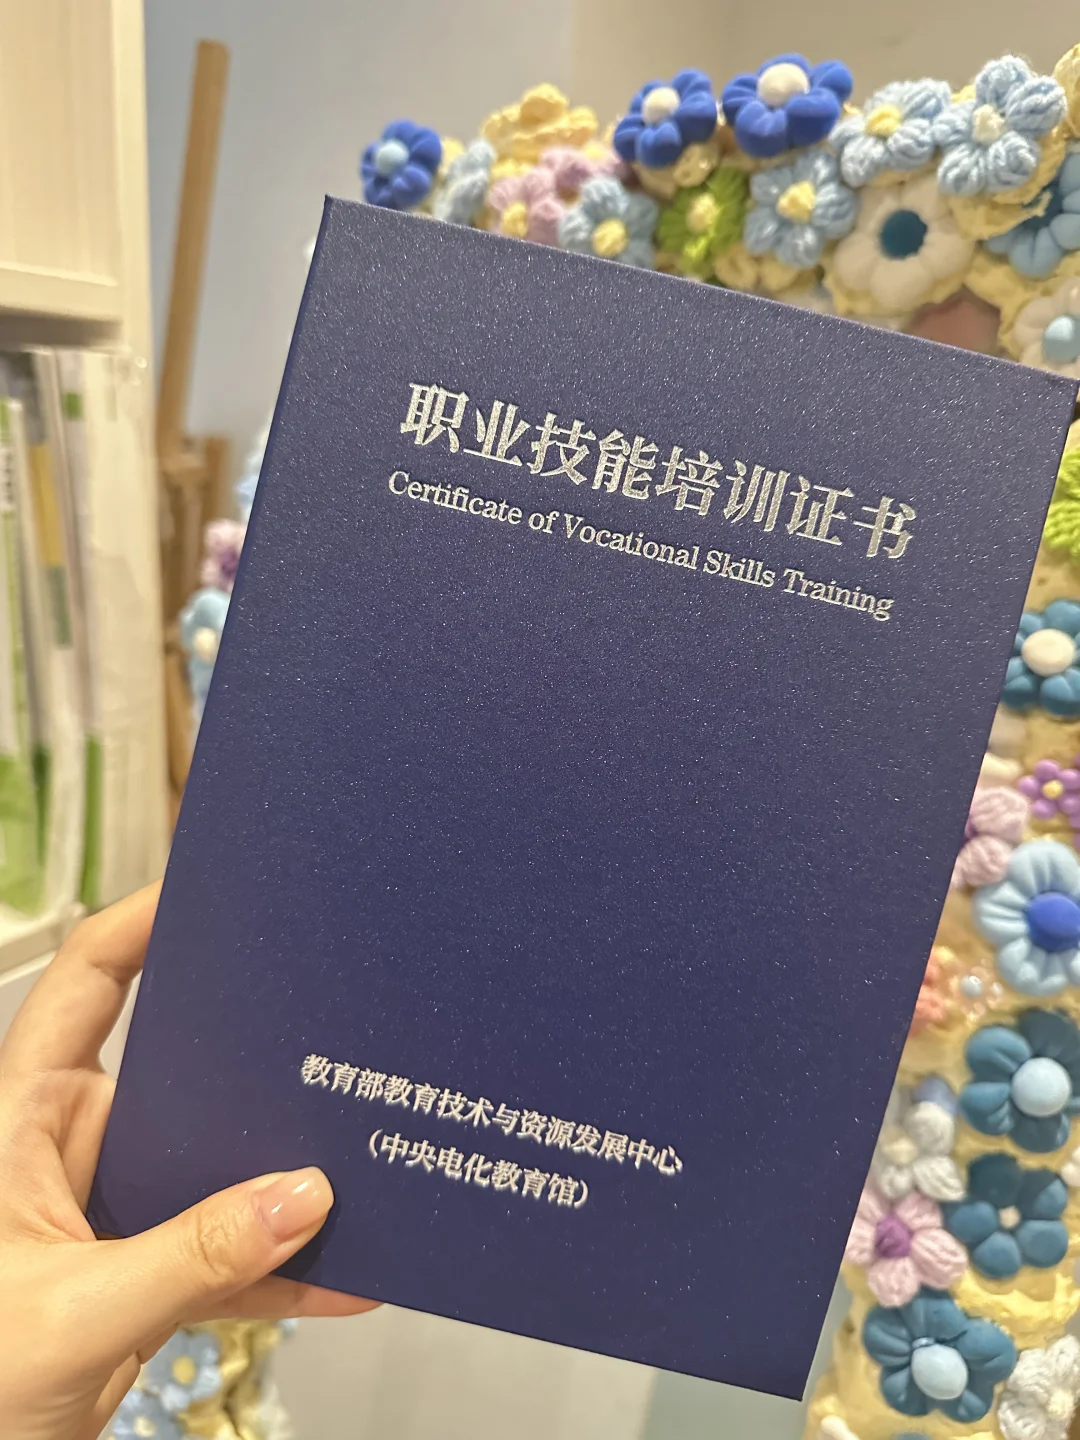 职业技能培训证书
Certificate of Vocational Skills Training
教育部教育技术与资源发展中心
（中央电化教育馆）